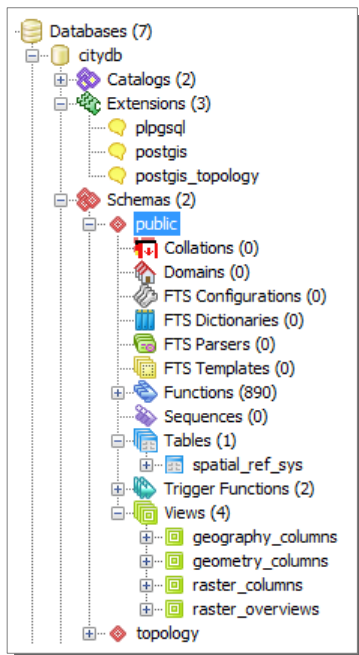 Databases (7)
citydb
Catalogs (2)
Extensions (3)
plpgsql
postgis
postgis_topology
Schemas (2)
public
Collations (0)
Domains (0)
FTS Configurations (0)
FTS Dictionaries (0)
FTS Parsers (0)
FTS Templates (0)
Functions (890)
Sequences (0)
Tables (1)
spatial_ref_sys
Trigger Functions (2)
Views (4)
geography_columns
geometry_columns
raster_columns
raster_overviews
topology